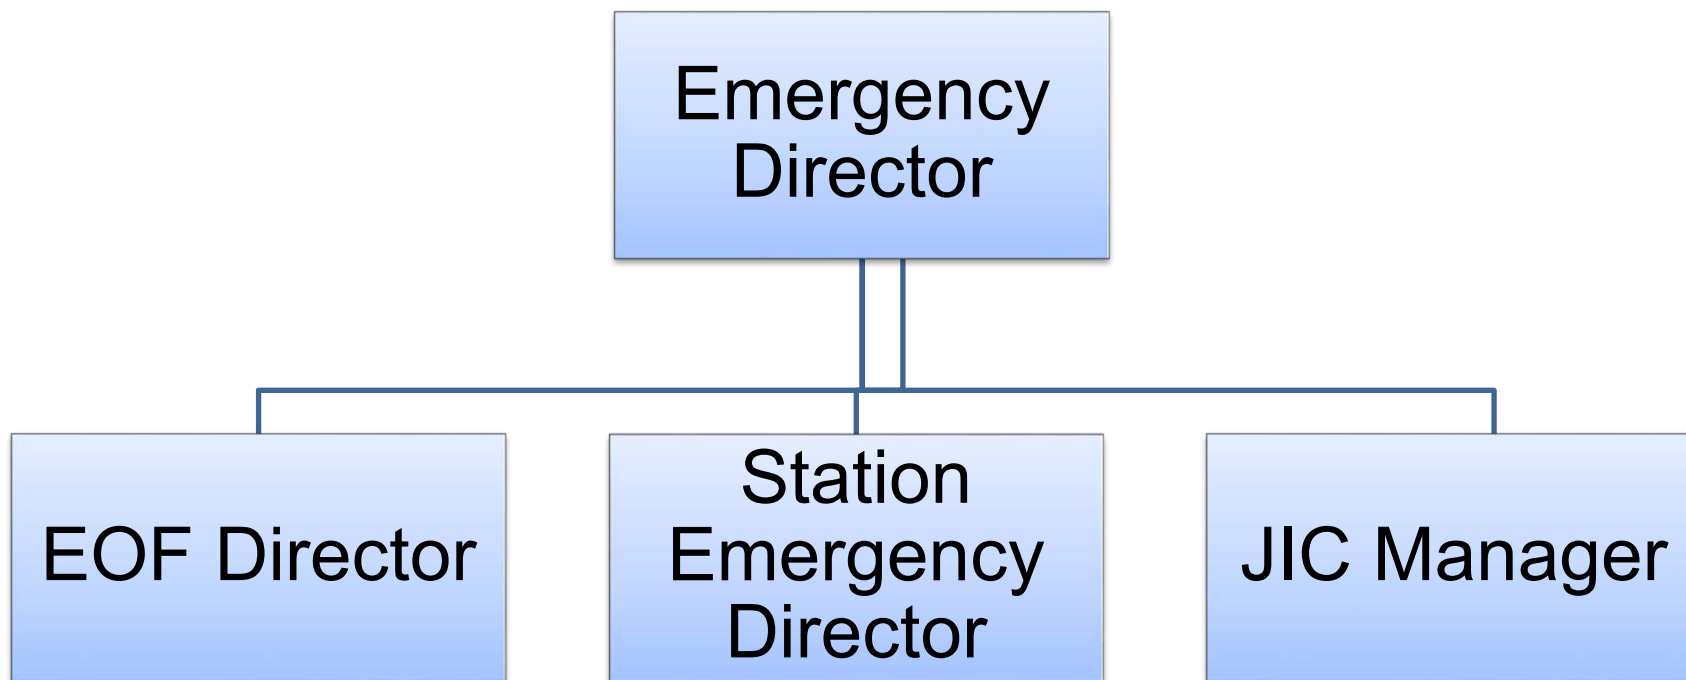 Emergency
Director
EOF Director
Station
Emergency
Director
JIC Manager